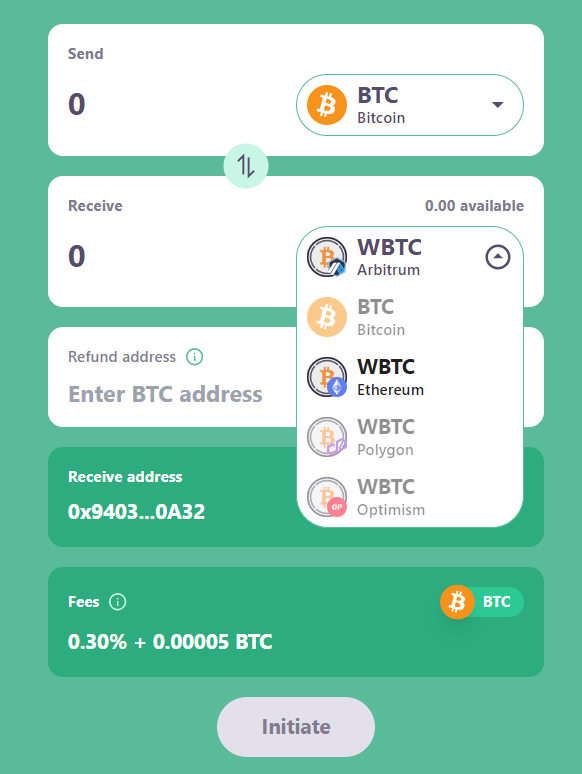 Send
0
BTC
Bitcoin
Receive
0.00 available
0
WBTC
Arbitrum
BTC
Bitcoin
WBTC
Ethereum
WBTC
Polygon
WBTC
OP
Optimism
Refund address
Enter BTC address
Receive address
0x9403...0A32
Fees
BTC
0.30% + 0.00005 BTC
Initiate